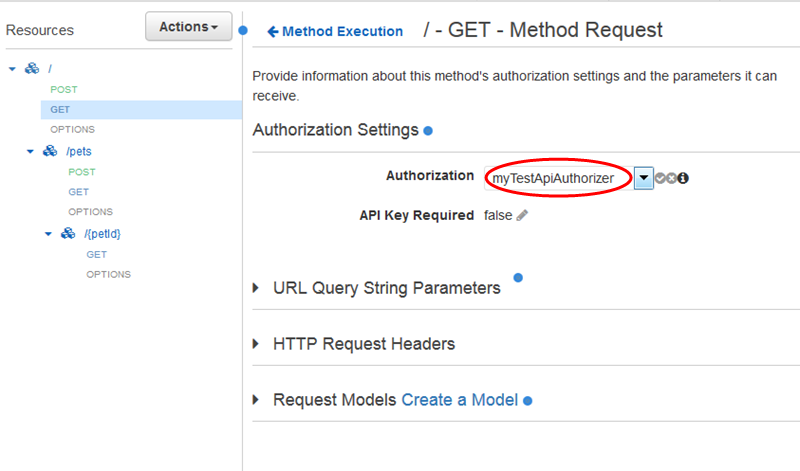 Resources
Actions
/
POST
GET
OPTIONS
/pets
POST
GET
OPTIONS
/{petId}
GET
OPTIONS
Method Execution / - GET - Method Request
Provide information about this method's authorization settings and the parameters it can
receive.
Authorization Settings
Authorization myTestApiAuthorizer
API Key Required false
URL Query String Parameters
HTTP Request Headers
Request Models Create a Model